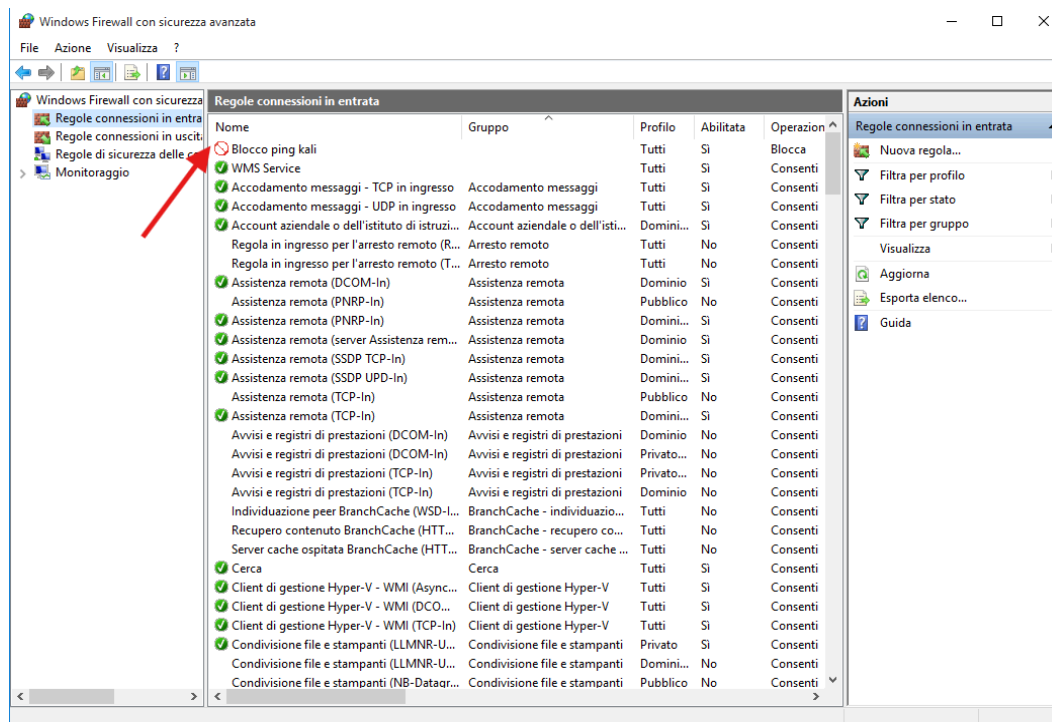 Windows Firewall con sicurezza avanzata
File Azione Visualizza ?
Windows Firewall con sicurezza
Regole connessioni in entra
Regole connessioni in uscit
Regole di sicurezza delle co
Monitoraggio
Regole connessioni in entrata
Nome Gruppo Profilo Abilitata Operazion
Blocco ping kali Tutti Sì Blocca
WMS Service Tutti Sì Consenti
Accodamento messaggi - TCP in ingresso Accodamento messaggi Tutti Sì Consenti
Accodamento messaggi - UDP in ingresso Accodamento messaggi Tutti Sì Consenti
Account aziendale o dell'istituto di istruzi... Account aziendale o dell'isti... Domini... Sì Consenti
Regola in ingresso per l'arresto remoto (R... Arresto remoto Tutti No Consenti
Regola in ingresso per l'arresto remoto (T... Arresto remoto Tutti No Consenti
Assistenza remota (DCOM-In) Assistenza remota Dominio Sì Consenti
Assistenza remota (PNRP-In) Assistenza remota Pubblico No Consenti
Assistenza remota (PNRP-In) Assistenza remota Domini... Sì Consenti
Assistenza remota (server Assistenza rem... Assistenza remota Dominio Sì Consenti
Assistenza remota (SSDP TCP-In) Assistenza remota Domini... Sì Consenti
Assistenza remota (SSDP UPD-In) Assistenza remota Domini... Sì Consenti
Assistenza remota (TCP-In) Assistenza remota Pubblico No Consenti
Assistenza remota (TCP-In) Assistenza remota Domini... Sì Consenti
Avvisi e registri di prestazioni (DCOM-In) Avvisi e registri di prestazioni Dominio No Consenti
Avvisi e registri di prestazioni (DCOM-In) Avvisi e registri di prestazioni Privato... No Consenti
Avvisi e registri di prestazioni (TCP-In) Avvisi e registri di prestazioni Privato... No Consenti
Avvisi e registri di prestazioni (TCP-In) Avvisi e registri di prestazioni Dominio No Consenti
Individuazione peer BranchCache (WSD-I... BranchCache - individuazio... Tutti No Consenti
Recupero contenuto BranchCache (HTT... BranchCache - recupero co... Tutti No Consenti
Server cache ospitata BranchCache (HTT... BranchCache - server cache ... Tutti No Consenti
Cerca Cerca Tutti Sì Consenti
Client di gestione Hyper-V - WMI (Async... Client di gestione Hyper-V Tutti Sì Consenti
Client di gestione Hyper-V - WMI (DCO... Client di gestione Hyper-V Tutti Sì Consenti
Client di gestione Hyper-V - WMI (TCP-In) Client di gestione Hyper-V Tutti Sì Consenti
Condivisione file e stampanti (LLMNR-U... Condivisione file e stampanti Privato Sì Consenti
Condivisione file e stampanti (LLMNR-U... Condivisione file e stampanti Domini... No Consenti
Condivisione file e stampanti (NB-Datagr... Condivisione file e stampanti Pubblico No Consenti
Azioni
Regole connessioni in entrata
Nuova regola...
Filtra per profilo
Filtra per stato
Filtra per gruppo
Visualizza
Aggiorna
Esporta elenco...
Guida